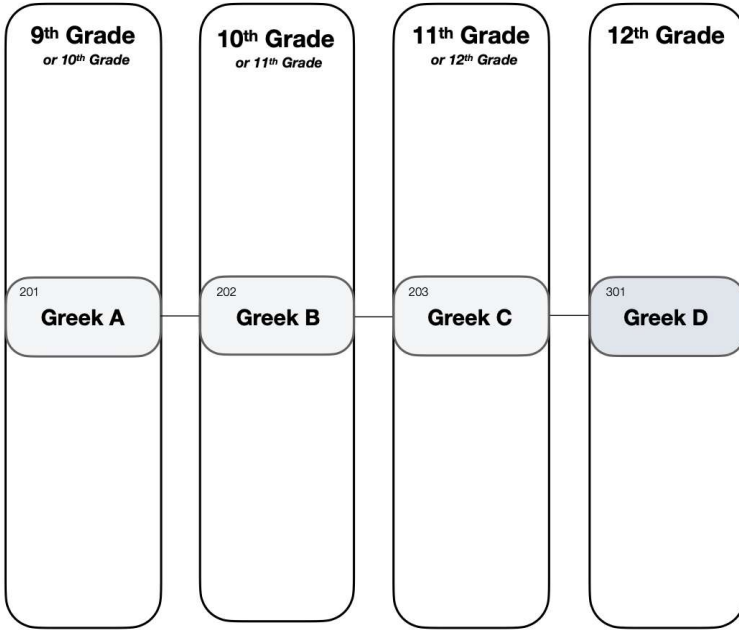 9th Grade
or 10th Grade
10th Grade
or 11th Grade
11th Grade
or 12th Grade
12th Grade
201
Greek A
202
Greek B
203
Greek C
301
Greek D